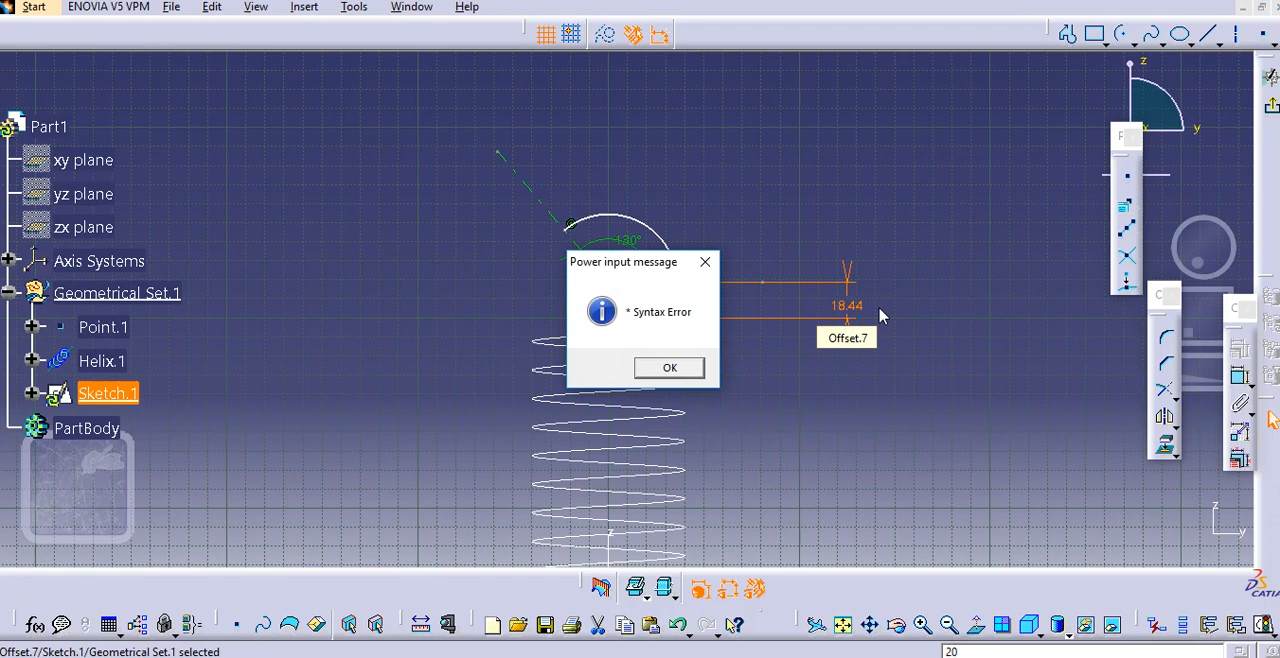 Start ENOVIA V5 VPM File Edit View Insert Tools Window Help
z
y
Part1
xy plane
yz plane
zx plane
Axis Systems
Geometrical Set.1
Point.1
Helix.1
Sketch.1
PartBody
Power input message
* Syntax Error
OK
18.44
Offset.7
P
C
C
z
z
y
CATIA
Offset.7/Sketch.1/Geometrical Set.1 selected
20